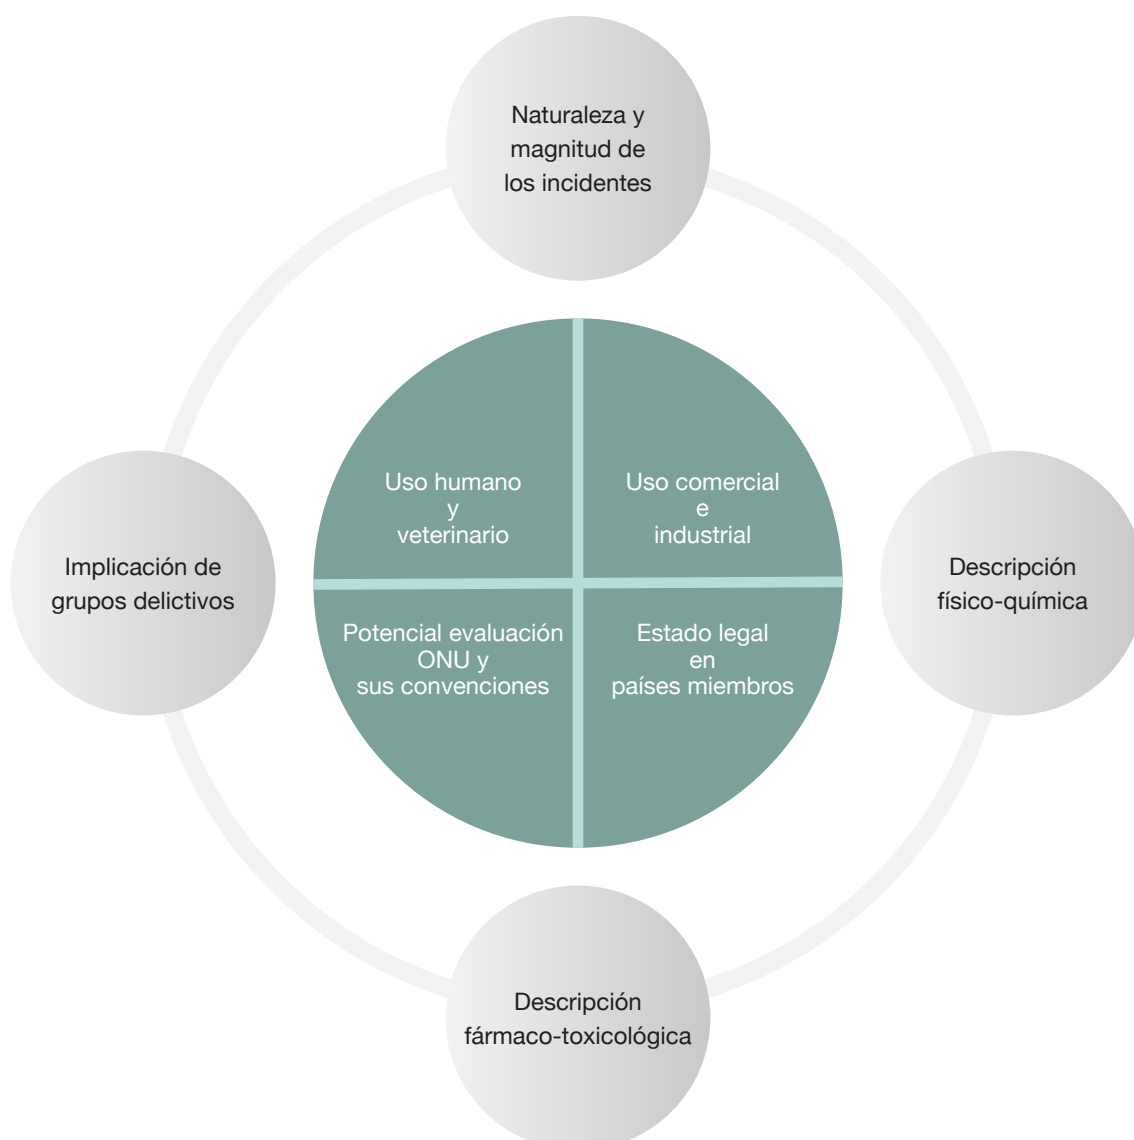 Naturaleza y
magnitud de
los incidentes
Uso humano
y
veterinario
Uso comercial
e
industrial
Implicación de
grupos delictivos
Descripción
físico-química
Potencial evaluación
ONU y
sus convenciones
Estado legal
en
países miembros
Descripción
fármaco-toxicológica